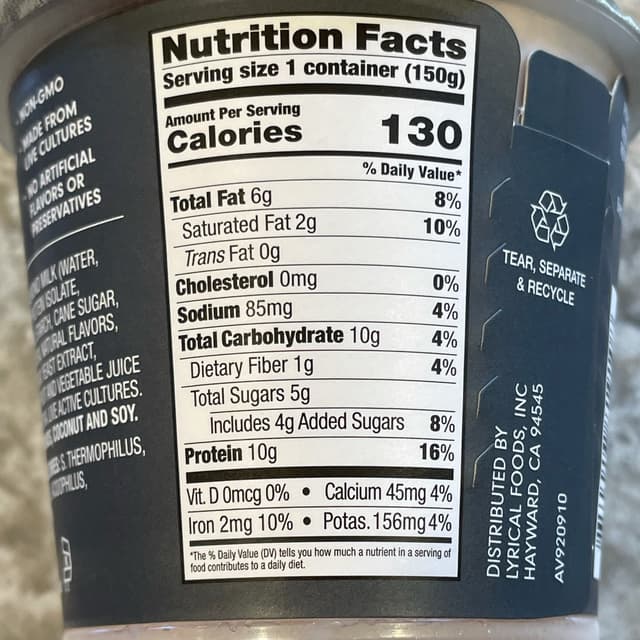 NON-GMO
MADE FROM
LIVE CULTURES
NO ARTIFICIAL
FLAVORS OR
PRESERVATIVES
MILK (WATER,
ISOLATE,
CANE SUGAR,
NATURAL FLAVORS,
EXTRACT,
VEGETABLE JUICE
ACTIVE CULTURES.
COCONUT AND SOY.
S. THERMOPHILUS,
Nutrition Facts
Serving size 1 container (150g)
Amount Per Serving
Calories 130
% Daily Value*
Total Fat 6g 8%
Saturated Fat 2g 10%
Trans Fat 0g
Cholesterol 0mg 0%
Sodium 85mg 4%
Total Carbohydrate 10g 4%
Dietary Fiber 1g 4%
Total Sugars 5g
Includes 4g Added Sugars 8%
Protein 10g 16%
Vit. D 0mcg 0% • Calcium 45mg 4%
Iron 2mg 10% • Potas. 156mg 4%
*The % Daily Value (DV) tells you how much a nutrient in a serving of
food contributes to a daily diet.
TEAR, SEPARATE
& RECYCLE
DISTRIBUTED BY
LYRICAL FOODS, INC
HAYWARD, CA 94545
AV920910